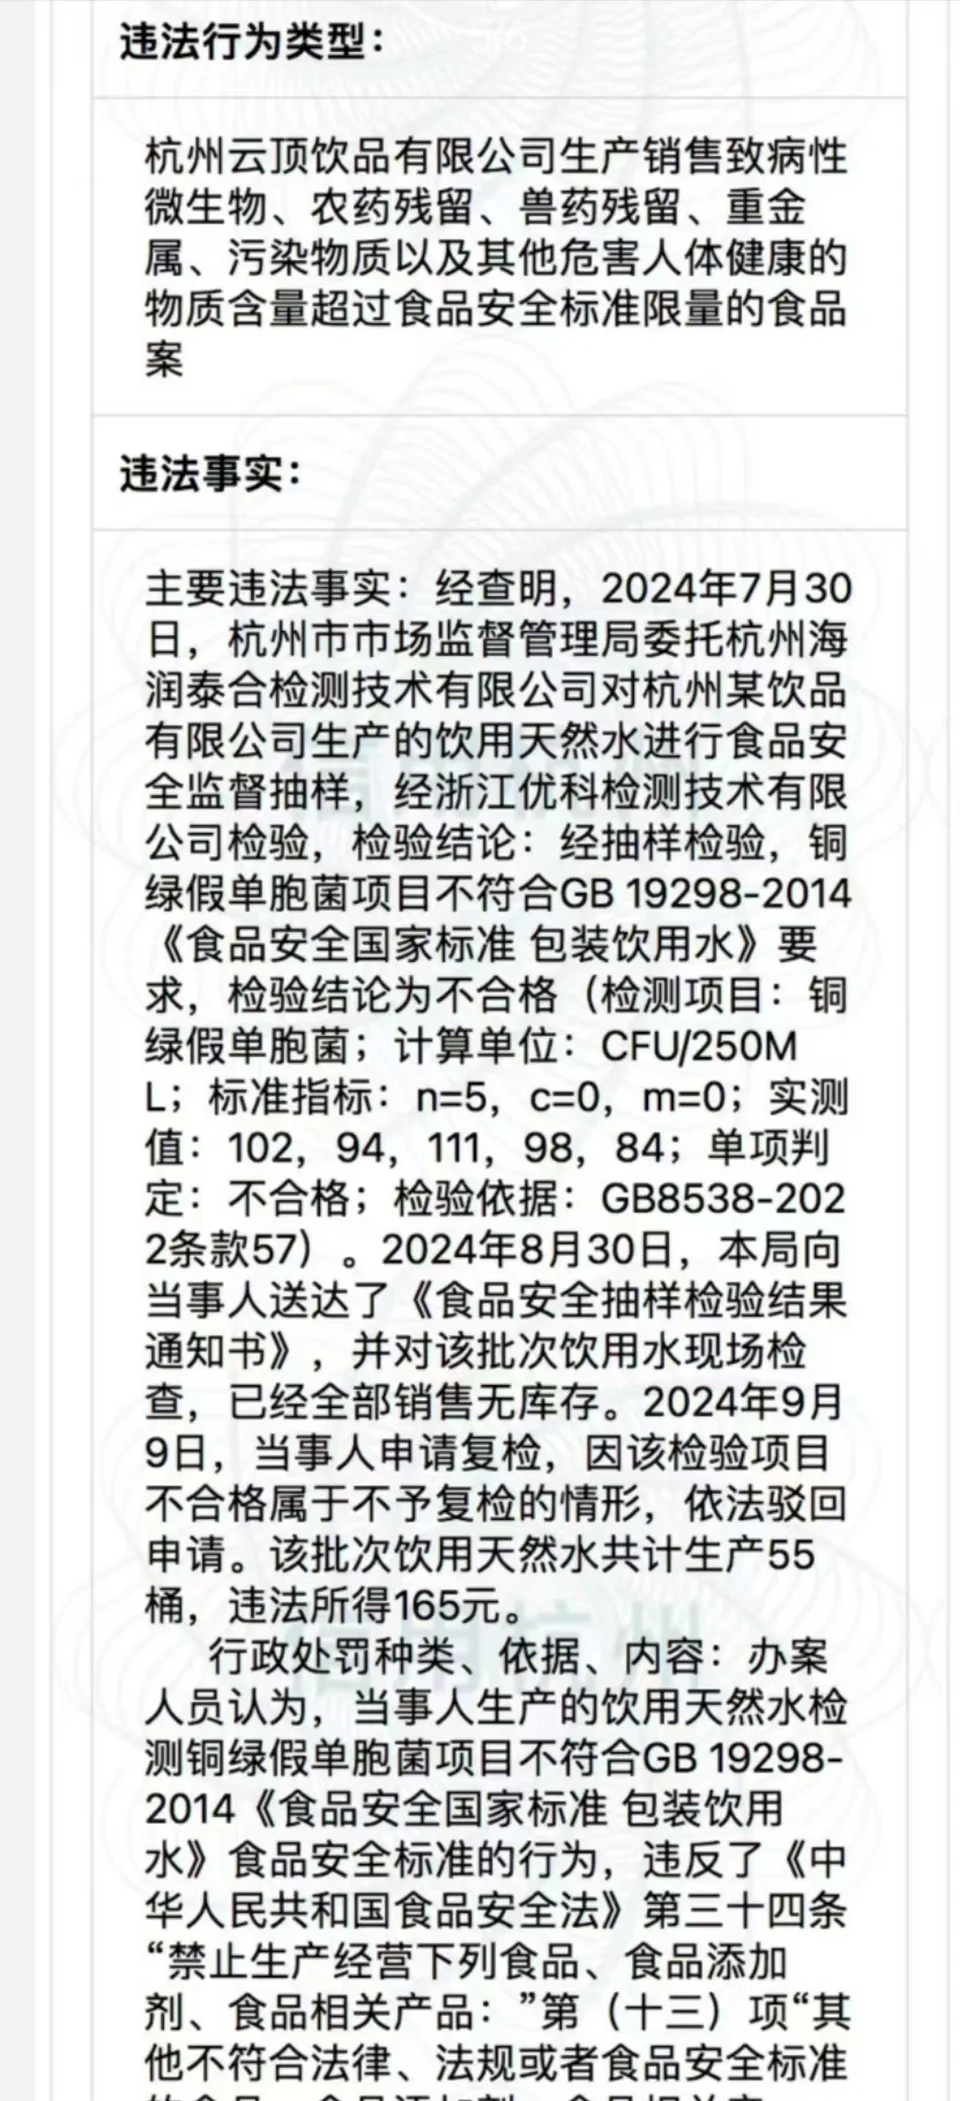 违法行为类型：
杭州云顶饮品有限公司生产销售致病性
微生物、农药残留、兽药残留、重金
属、污染物质以及其他危害人体健康的
物质含量超过食品安全标准限量的食品
案
违法事实：
主要违法事实：经查明，2024年7月30
日，杭州市市场监督管理局委托杭州海
润泰合检测技术有限公司对杭州某饮品
有限公司生产的饮用天然水进行食品安
全监督抽样，经浙江优科检测技术有限
公司检验，检验结论：经抽样检验，铜
绿假单胞菌项目不符合GB 19298-2014
《食品安全国家标准 包装饮用水》要
求，检验结论为不合格（检测项目：铜
绿假单胞菌；计算单位：CFU/250M
L；标准指标：n=5，c=0，m=0；实测
值：102，94，111，98，84；单项判
定：不合格；检验依据：GB8538-202
2条款57）。2024年8月30日，本局向
当事人送达了《食品安全抽样检验结果
通知书》，并对该批次饮用水现场检
查，已经全部销售无库存。2024年9月
9日，当事人申请复检，因该检验项目
不合格属于不予复检的情形，依法驳回
申请。该批次饮用天然水共计生产55
桶，违法所得165元。
行政处罚种类、依据、内容：办案
人员认为，当事人生产的饮用天然水检
测铜绿假单胞菌项目不符合GB 19298-
2014《食品安全国家标准 包装饮用
水》食品安全标准的行为，违反了《中
华人民共和国食品安全法》第三十四条
“禁止生产经营下列食品、食品添加
剂、食品相关产品：”第（十三）项“其
他不符合法律、法规或者食品安全标准
信用杭州
信用杭州